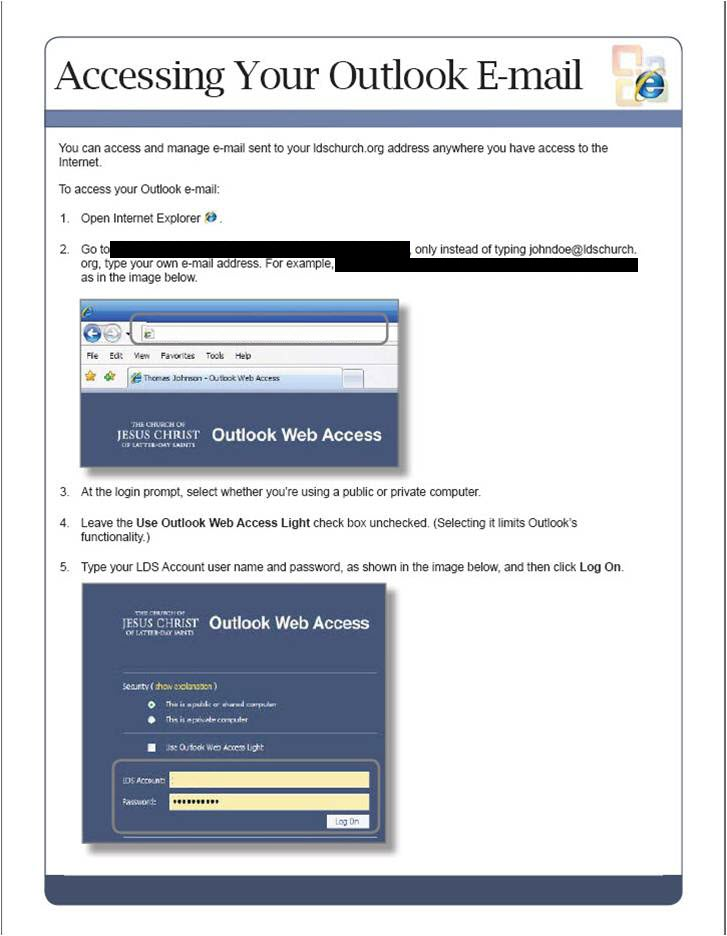 Accessing Your Outlook E-mail
You can access and manage e-mail sent to your ldschurch.org address anywhere you have access to the
Internet.
To access your Outlook e-mail:
1. Open Internet Explorer .
2. Go to , only instead of typing johndoe@ldschurch.
org, type your own e-mail address. For example,
as in the image below.
File Edit View Favorites Tools Help
Thomas Johnson - Outlook Web Access
THE CHURCH OF
JESUS CHRIST Outlook Web Access
OF LATTER-DAY SAINTS
3. At the login prompt, select whether you're using a public or private computer.
4. Leave the Use Outlook Web Access Light check box unchecked. (Selecting it limits Outlook's
functionality.)
5. Type your LDS Account user name and password, as shown in the image below, and then click Log On.
THE CHURCH OF
JESUS CHRIST Outlook Web Access
OF LATTER-DAY SAINTS
Security ( show explanation )
This is a public or shared computer
This is a private computer
Use Outlook Web Access Light
LDS Account:
Password: ••••••••••
Log On